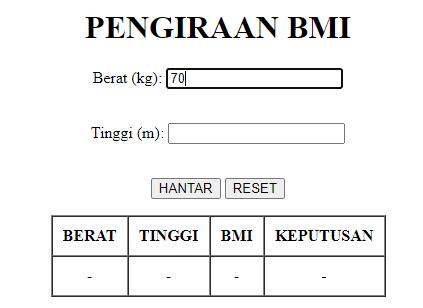 PENGIRAAN BMI
Berat (kg): 70
Tinggi (m):
HANTAR RESET
BERAT TINGGI BMI KEPUTUSAN
- - - -